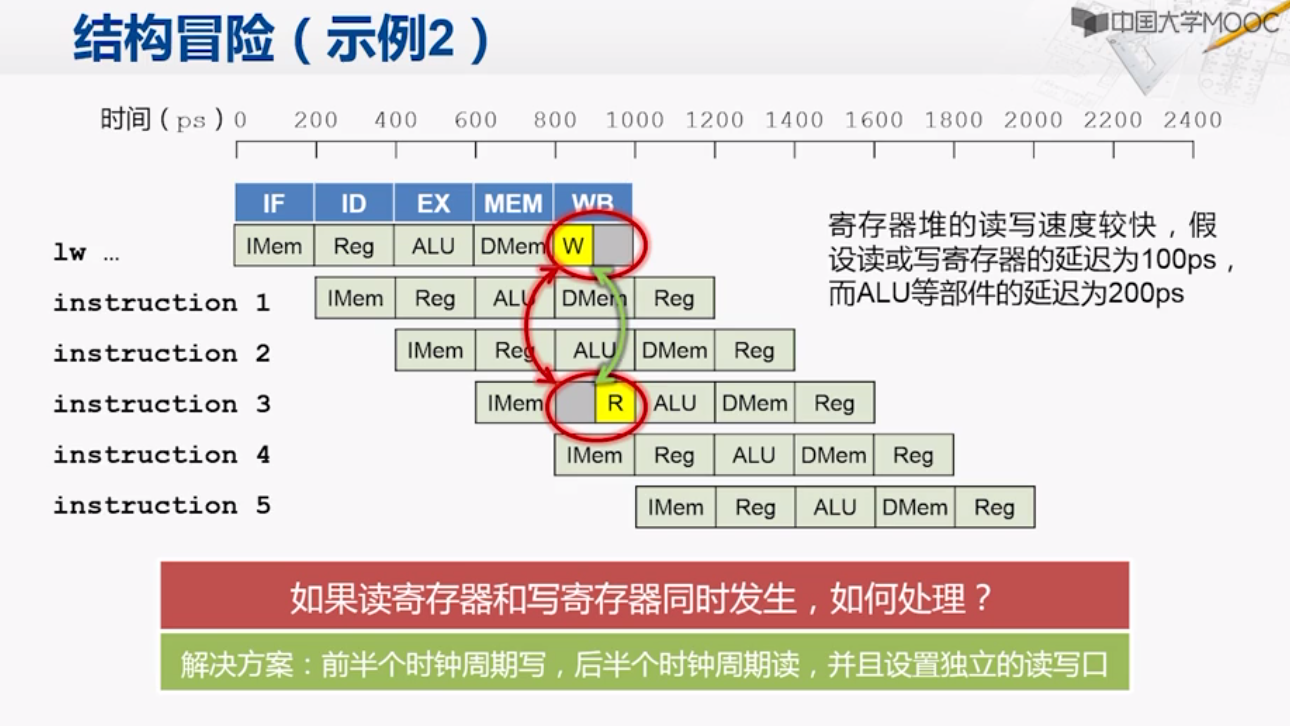 结构冒险（示例2）
中国大学MOOC
时间（ps）0 200 400 600 800 1000 1200 1400 1600 1800 2000 2200 2400
IF ID EX MEM WB
lw … IMem Reg ALU DMem W
instruction 1 IMem Reg ALU DMem Reg
instruction 2 IMem Reg ALU DMem Reg
instruction 3 IMem R ALU DMem Reg
instruction 4 IMem Reg ALU DMem Reg
instruction 5 IMem Reg ALU DMem Reg
寄存器堆的读写速度较快，假
设读或写寄存器的延迟为100ps，
而ALU等部件的延迟为200ps
如果读寄存器和写寄存器同时发生，如何处理？
解决方案：前半个时钟周期写，后半个时钟周期读，并且设置独立的读写口